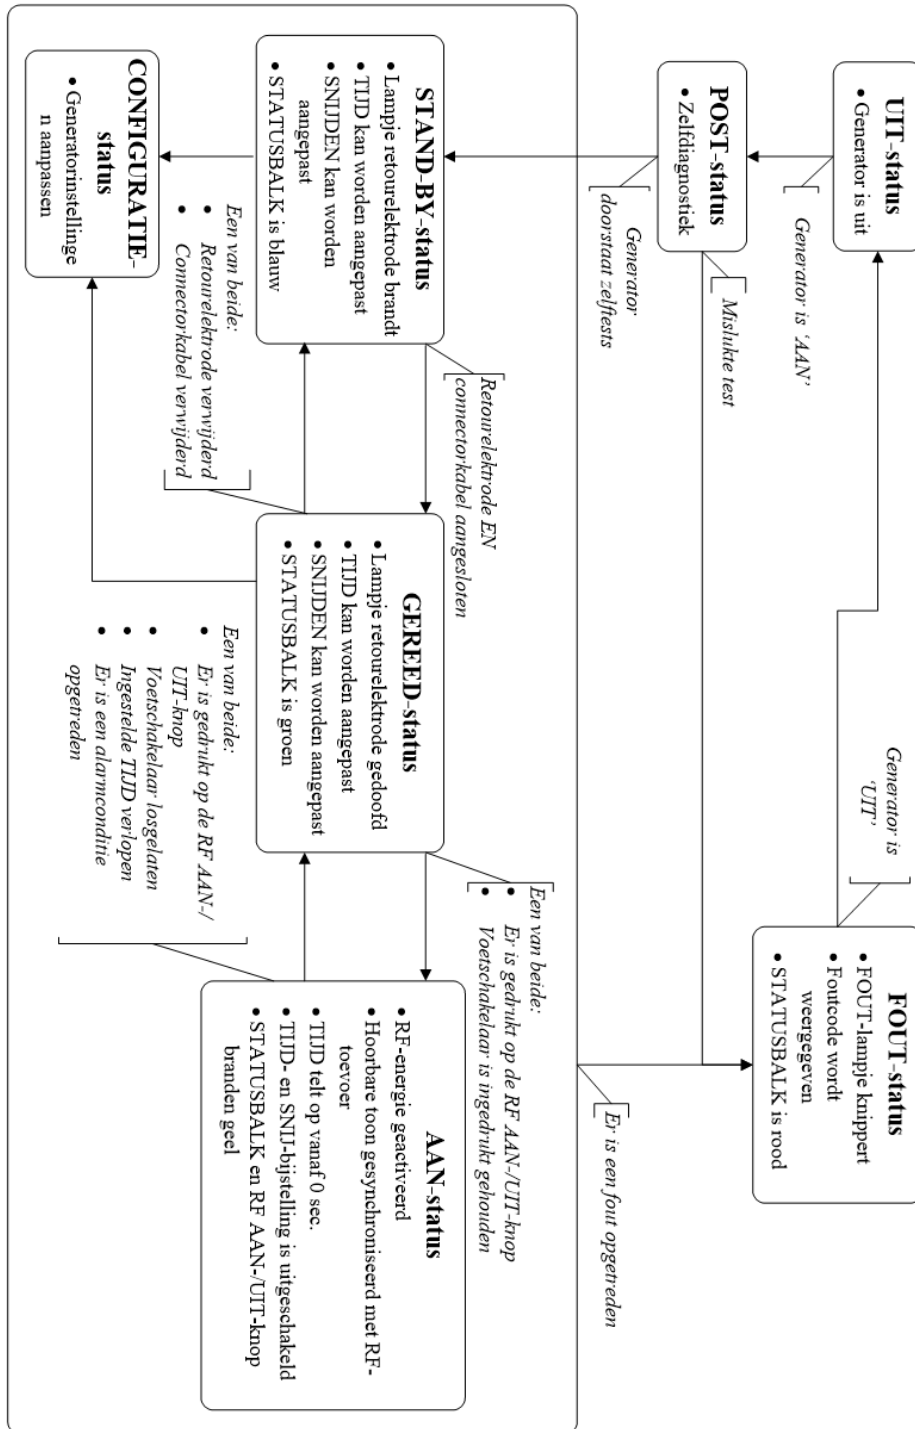 UIT-status
• Generator is uit
Generator is ‘AAN’
POST-status
• Zelfdiagnostiek
Mislukte test
Generator
doorstaat zelftests
Generator is
‘UIT’
FOUT-status
• FOUT-lampje knippert
• Foutcode wordt
weergegeven
• STATUSBALK is rood
Er is een fout opgetreden
STAND-BY-status
• Lampje retourelektrode brandt
• TIJD kan worden aangepast
• SNIJDEN kan worden
aangepast
• STATUSBALK is blauw
Retourelektrode EN
connectorkabel aangesloten
GEREED-status
• Lampje retourelektrode gedoofd
• TIJD kan worden aangepast
• SNIJDEN kan worden aangepast
• STATUSBALK is groen
Een van beide:
• Er is gedrukt op de RF AAN-/UIT-knop
• Voetschakelaar is ingedrukt gehouden
AAN-status
• RF-energie geactiveerd
• Hoorbare toon gesynchroniseerd met RF-
toevoer
• TIJD telt op vanaf 0 sec.
• TIJD- en SNIJ-bijstelling is uitgeschakeld
• STATUSBALK en RF AAN-/UIT-knop
branden geel
CONFIGURATIE-
status
• Generatorinstellinge
n aanpassen
Een van beide:
• Retourelektrode verwijderd
• Connectorkabel verwijderd
Een van beide:
• Er is gedrukt op de RF AAN-/
UIT-knop
• Voetschakelaar losgelaten
• Ingestelde TIJD verlopen
• Er is een alarmconditie
opgetreden